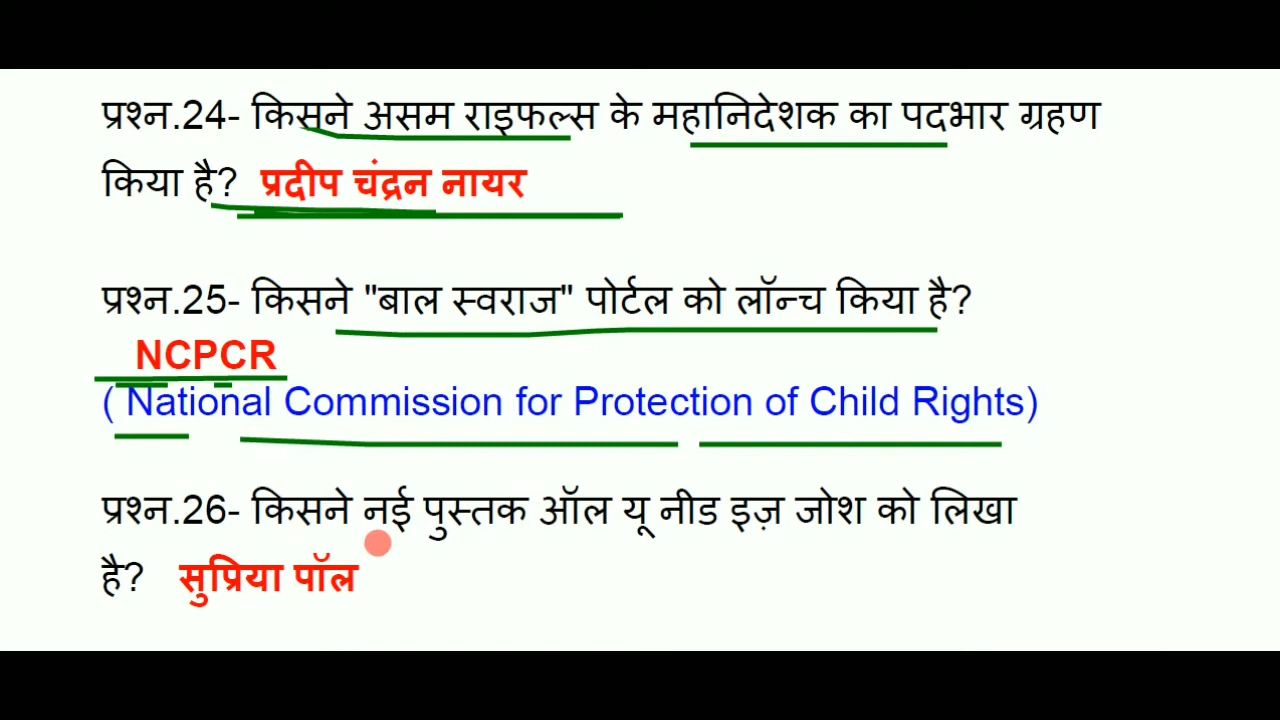 प्रश्न.24- किसने असम राइफल्स के महानिदेशक का पदभार ग्रहण
किया है? प्रदीप चंद्रन नायर
प्रश्न.25- किसने "बाल स्वराज" पोर्टल को लॉन्च किया है?
NCPCR
( National Commission for Protection of Child Rights)
प्रश्न.26- किसने नई पुस्तक ऑल यू नीड इज़ जोश को लिखा
है? सुप्रिया पॉल